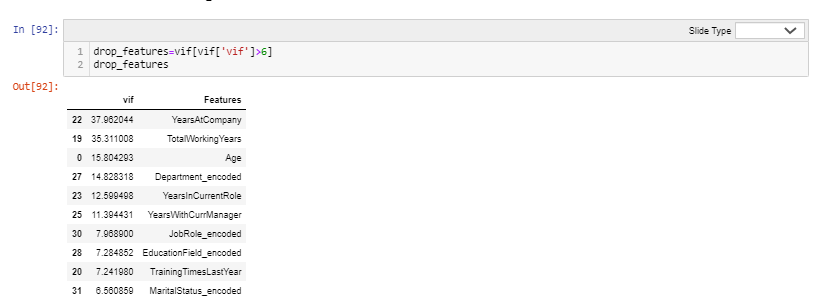 In [92]:
Slide Type
1 drop_features=vif[vif['vif']>6]
2 drop_features
Out[92]:
vif Features
22 37.962044 YearsAtCompany
19 35.311008 TotalWorkingYears
0 15.804293 Age
27 14.828318 Department_encoded
23 12.599498 YearsInCurrentRole
25 11.394431 YearsWithCurrManager
30 7.968900 JobRole_encoded
28 7.284852 EducationField_encoded
20 7.241980 TrainingTimesLastYear
31 6.560859 MaritalStatus_encoded